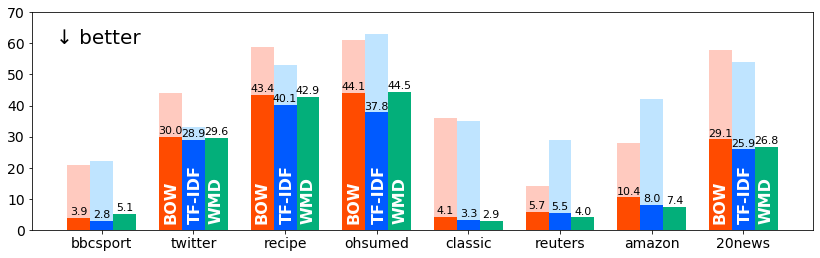 70
60
50
40
30
20
10
0
↓ better
3.9 2.8 5.1
30.0 28.9 29.6
43.4 40.1 42.9
44.1 37.8 44.5
4.1 3.3 2.9
5.7 5.5 4.0
10.4 8.0 7.4
29.1 25.9 26.8
BOW TF-IDF WMD
BOW TF-IDF WMD
BOW TF-IDF WMD
BOW TF-IDF WMD
bbcsport twitter recipe ohsumed classic reuters amazon 20news